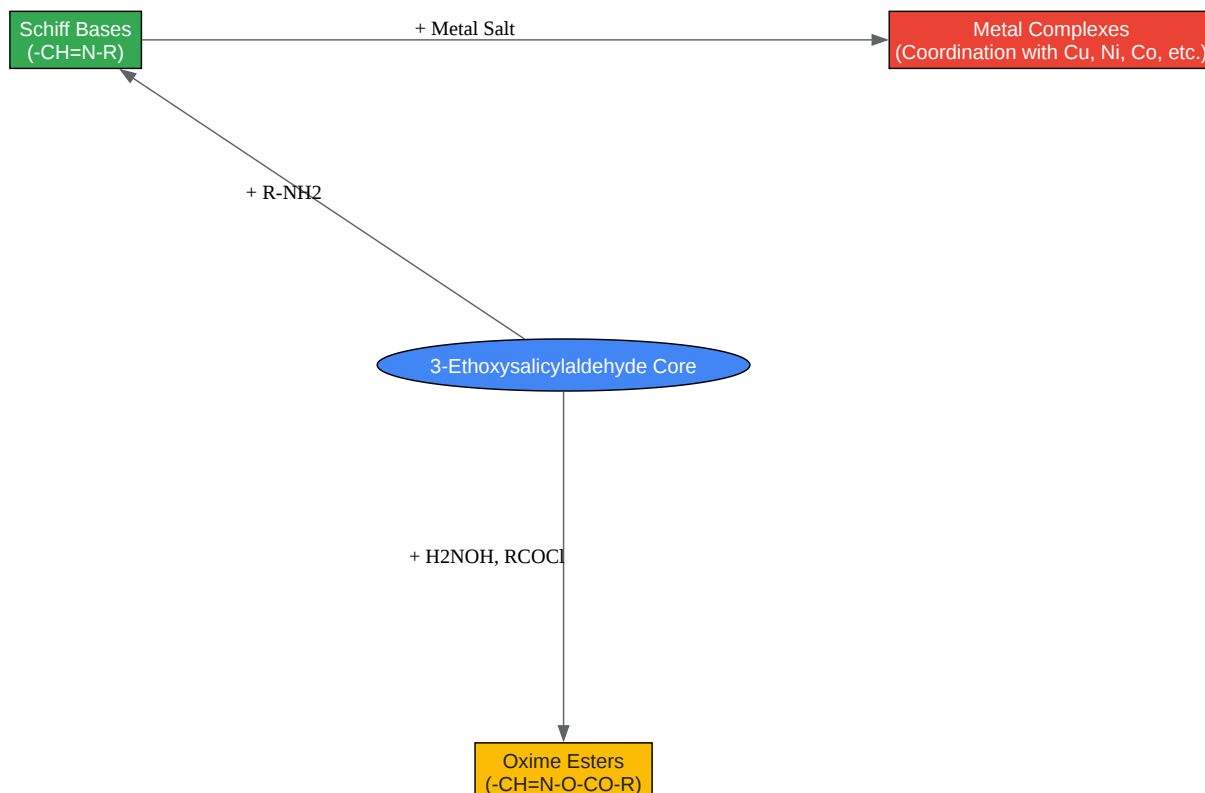 Schiff Bases
(-CH=N-R)
+ Metal Salt
Metal Complexes
(Coordination with Cu, Ni, Co, etc.)
+ R-NH2
3-Ethoxysalicylaldehyde Core
+ H2NOH, RCOCl
Oxime Esters
(-CH=N-O-CO-R)